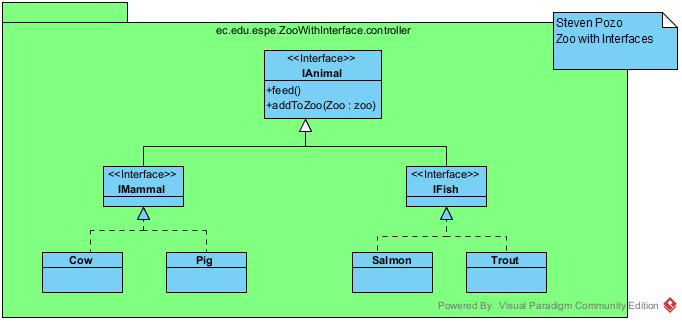 ec.edu.espe.ZooWithInterface.controller
Steven Pozo
Zoo with Interfaces
<<Interface>>
IAnimal
+feed()
+addToZoo(Zoo : zoo)
<<Interface>>
IMammal
<<Interface>>
IFish
Cow
Pig
Salmon
Trout
Powered By Visual Paradigm Community Edition